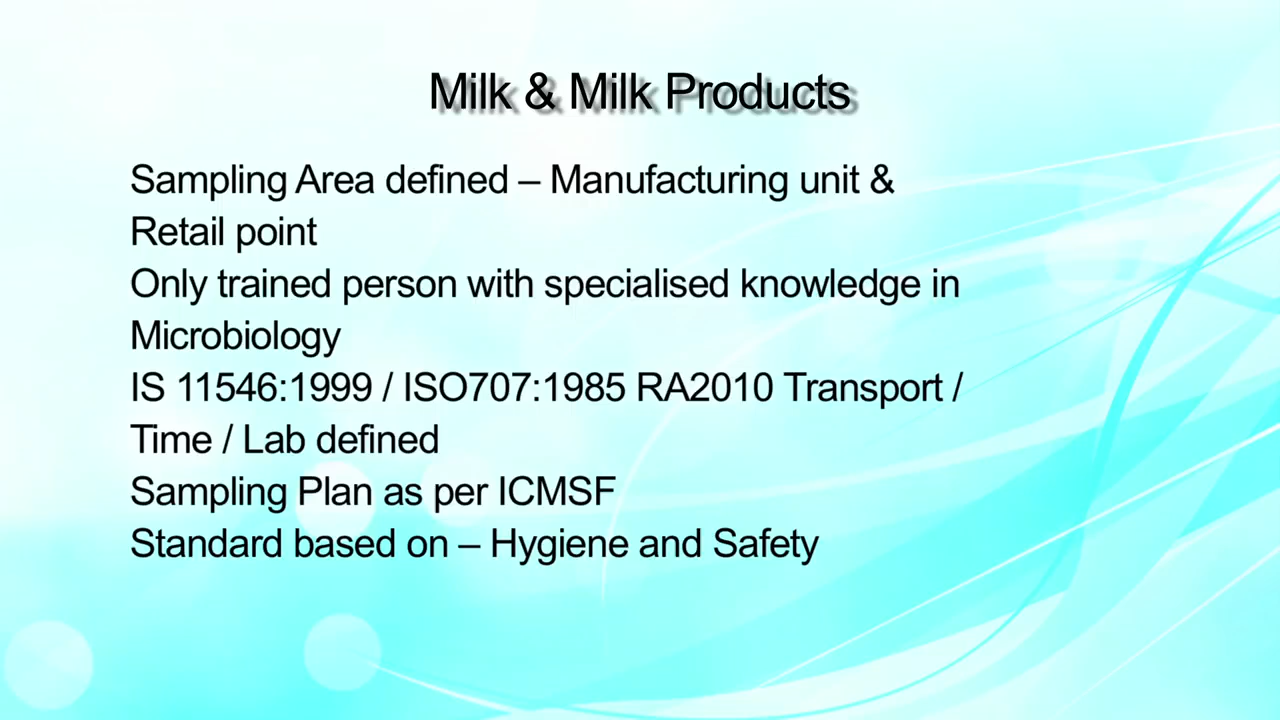 Milk & Milk Products
Sampling Area defined – Manufacturing unit &
Retail point
Only trained person with specialised knowledge in
Microbiology
IS 11546:1999 / ISO707:1985 RA2010 Transport /
Time / Lab defined
Sampling Plan as per ICMSF
Standard based on – Hygiene and Safety